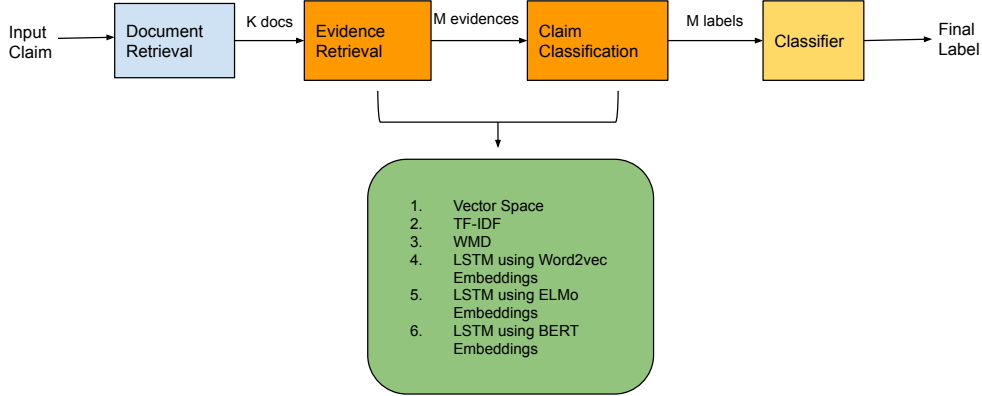 Input
Claim
Document
Retrieval
K docs
Evidence
Retrieval
M evidences
Claim
Classification
M labels
Classifier
Final
Label
1. Vector Space
2. TF-IDF
3. WMD
4. LSTM using Word2vec
Embeddings
5. LSTM using ELMo
Embeddings
6. LSTM using BERT
Embeddings